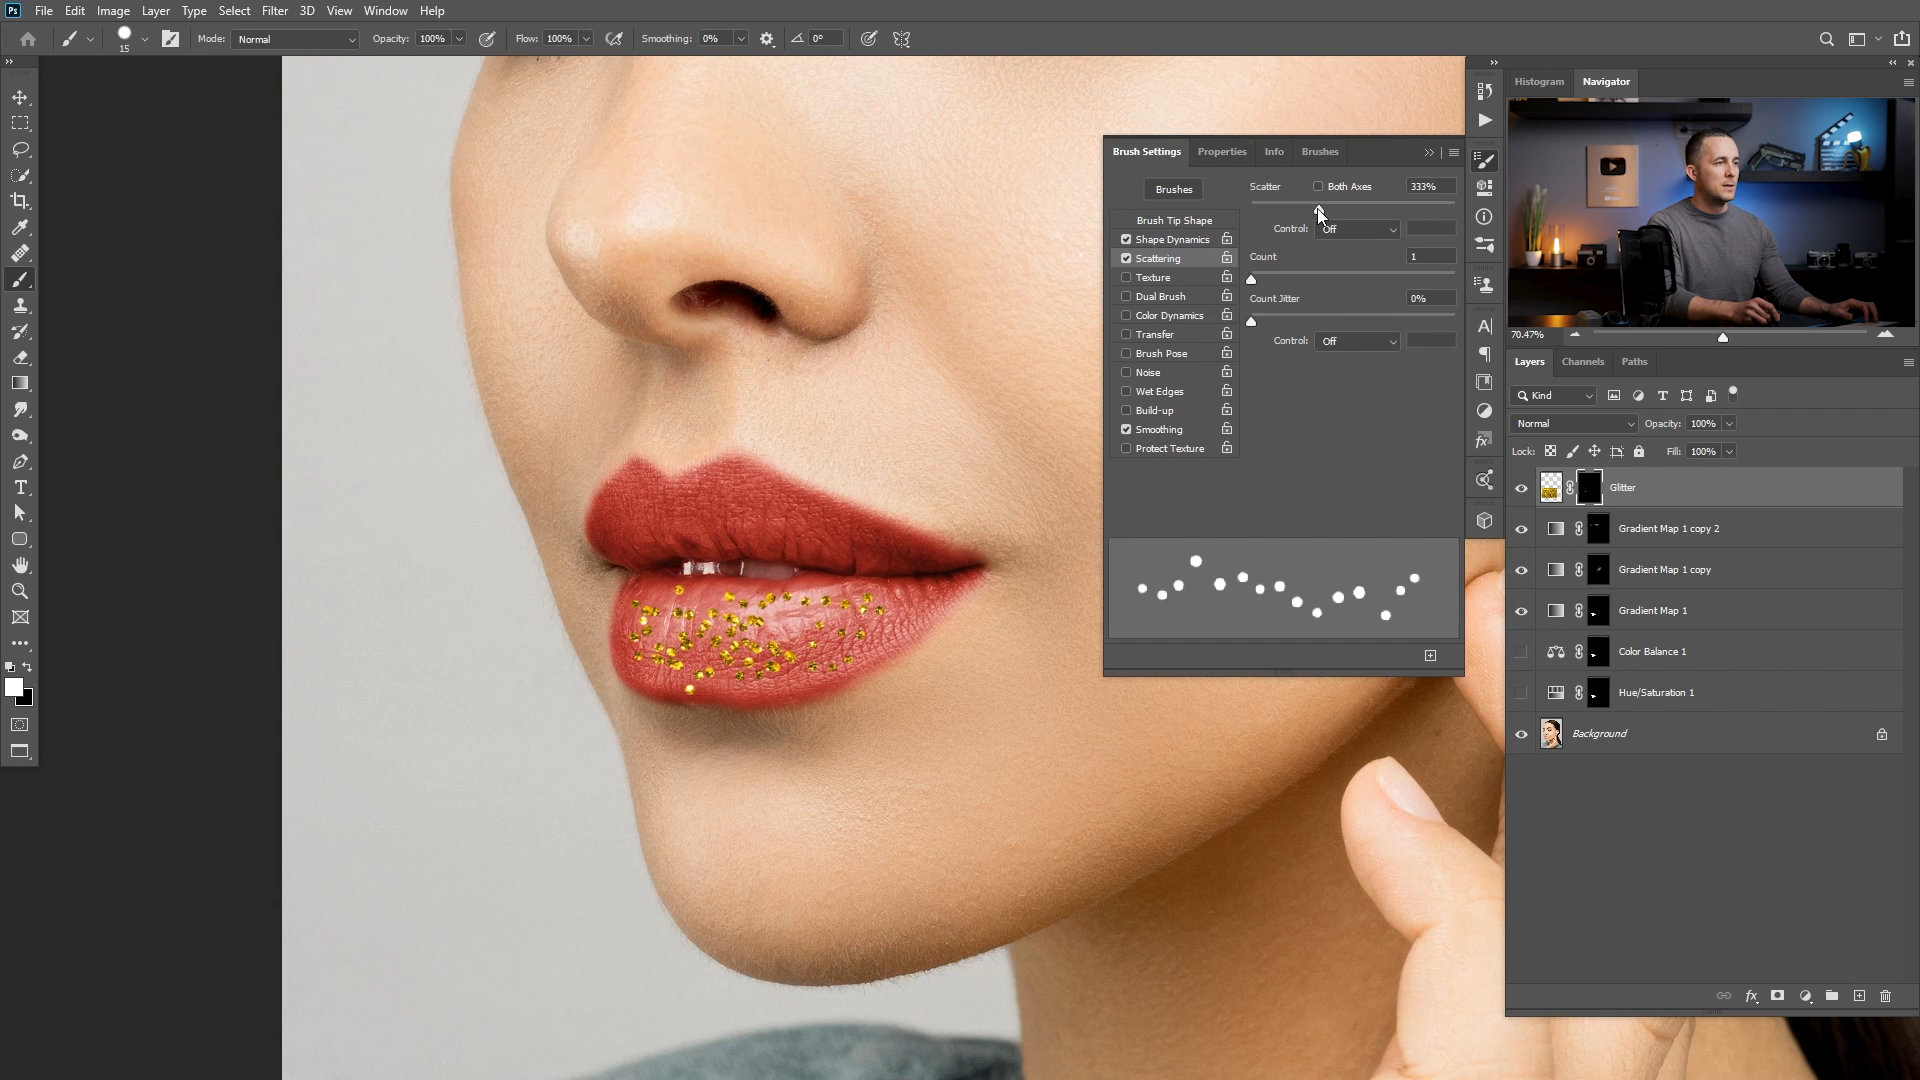 Ps File Edit Image Layer Type Select Filter 3D View Window Help
15 Mode: Normal Opacity: 100% Flow: 100% Smoothing: 0% 0°
Histogram Navigator
70.47%
Brush Settings Properties Info Brushes
Brushes
Brush Tip Shape
Shape Dynamics
Scattering
Texture
Dual Brush
Color Dynamics
Transfer
Brush Pose
Noise
Wet Edges
Build-up
Smoothing
Protect Texture
Scatter Both Axes 333%
Control: Off
Count 1
Count Jitter 0%
Control: Off
Layers Channels Paths
Kind
Normal Opacity: 100%
Lock: Fill: 100%
Glitter
Gradient Map 1 copy 2
Gradient Map 1 copy
Gradient Map 1
Color Balance 1
Hue/Saturation 1
Background